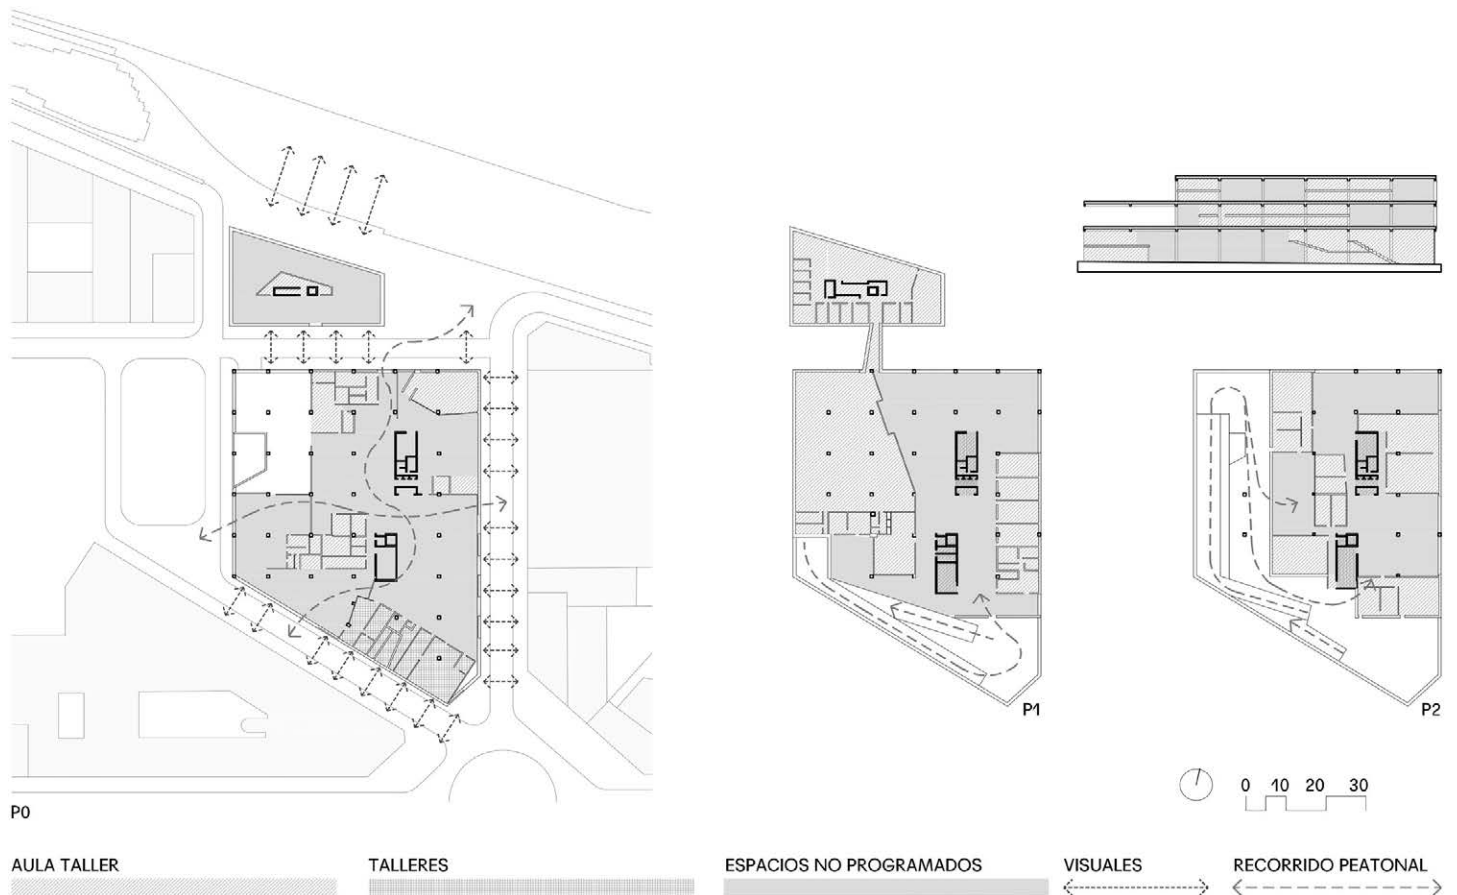 P1
P2
0 10 20 30
P0
AULA TALLER
TALLERES
ESPACIOS NO PROGRAMADOS
VISUALES
RECORRIDO PEATONAL